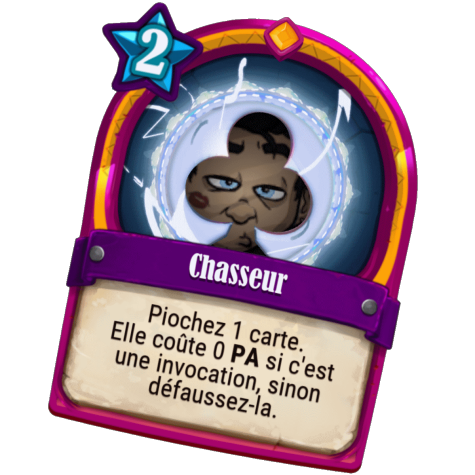 2
Chasseur
Piochez 1 carte.
Elle coûte 0 PA si c'est
une invocation, sinon
défaussez-la.